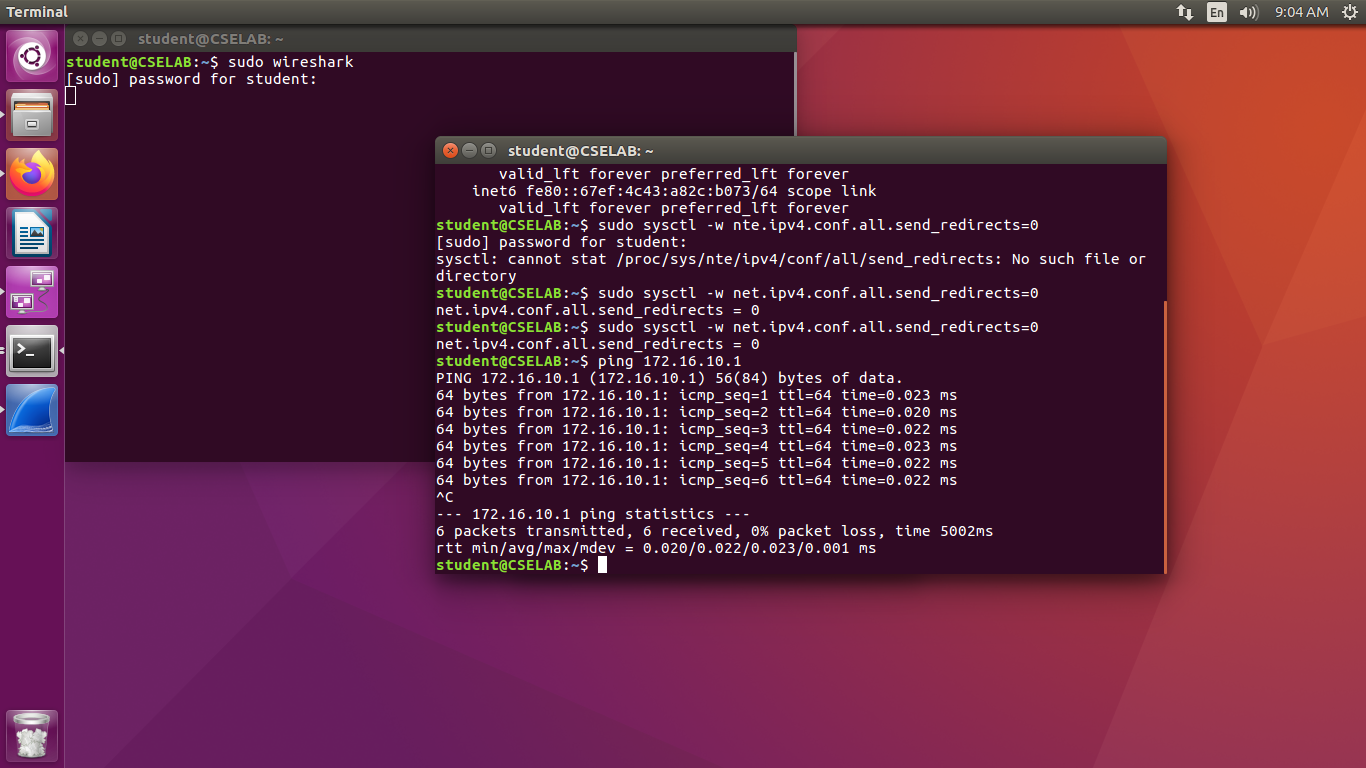 Terminal
En
9:04 AM
student@CSELAB: ~
student@CSELAB:~$ sudo wireshark
[sudo] password for student:
student@CSELAB: ~
valid_lft forever preferred_lft forever
inet6 fe80::67ef:4c43:a82c:b073/64 scope link
valid_lft forever preferred_lft forever
student@CSELAB:~$ sudo sysctl -w nte.ipv4.conf.all.send_redirects=0
[sudo] password for student:
sysctl: cannot stat /proc/sys/nte/ipv4/conf/all/send_redirects: No such file or
directory
student@CSELAB:~$ sudo sysctl -w net.ipv4.conf.all.send_redirects=0
net.ipv4.conf.all.send_redirects = 0
student@CSELAB:~$ sudo sysctl -w net.ipv4.conf.all.send_redirects=0
net.ipv4.conf.all.send_redirects = 0
student@CSELAB:~$ ping 172.16.10.1
PING 172.16.10.1 (172.16.10.1) 56(84) bytes of data.
64 bytes from 172.16.10.1: icmp_seq=1 ttl=64 time=0.023 ms
64 bytes from 172.16.10.1: icmp_seq=2 ttl=64 time=0.020 ms
64 bytes from 172.16.10.1: icmp_seq=3 ttl=64 time=0.022 ms
64 bytes from 172.16.10.1: icmp_seq=4 ttl=64 time=0.023 ms
64 bytes from 172.16.10.1: icmp_seq=5 ttl=64 time=0.022 ms
64 bytes from 172.16.10.1: icmp_seq=6 ttl=64 time=0.022 ms
^C
--- 172.16.10.1 ping statistics ---
6 packets transmitted, 6 received, 0% packet loss, time 5002ms
rtt min/avg/max/mdev = 0.020/0.022/0.023/0.001 ms
student@CSELAB:~$